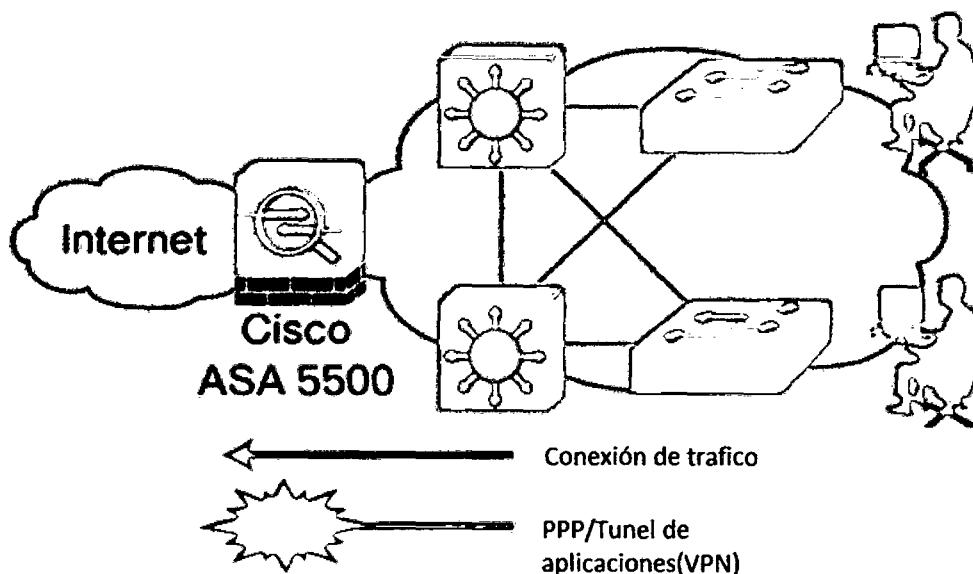 Internet
Cisco
ASA 5500
Conexión de trafico
PPP/Tunel de
aplicaciones(VPN)